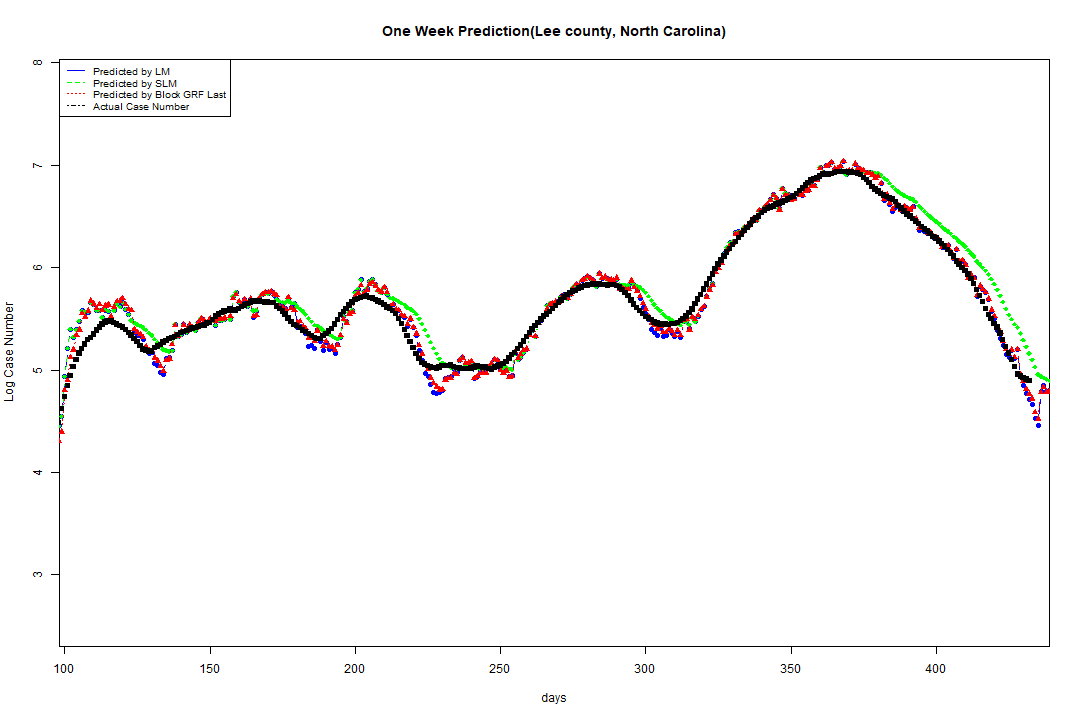 One Week Prediction(Lee county, North Carolina)
Predicted by LM
Predicted by SLM
Predicted by Block GRF Last
Actual Case Number
8
7
6
5
4
3
Log Case Number
100 150 200 250 300 350 400
days